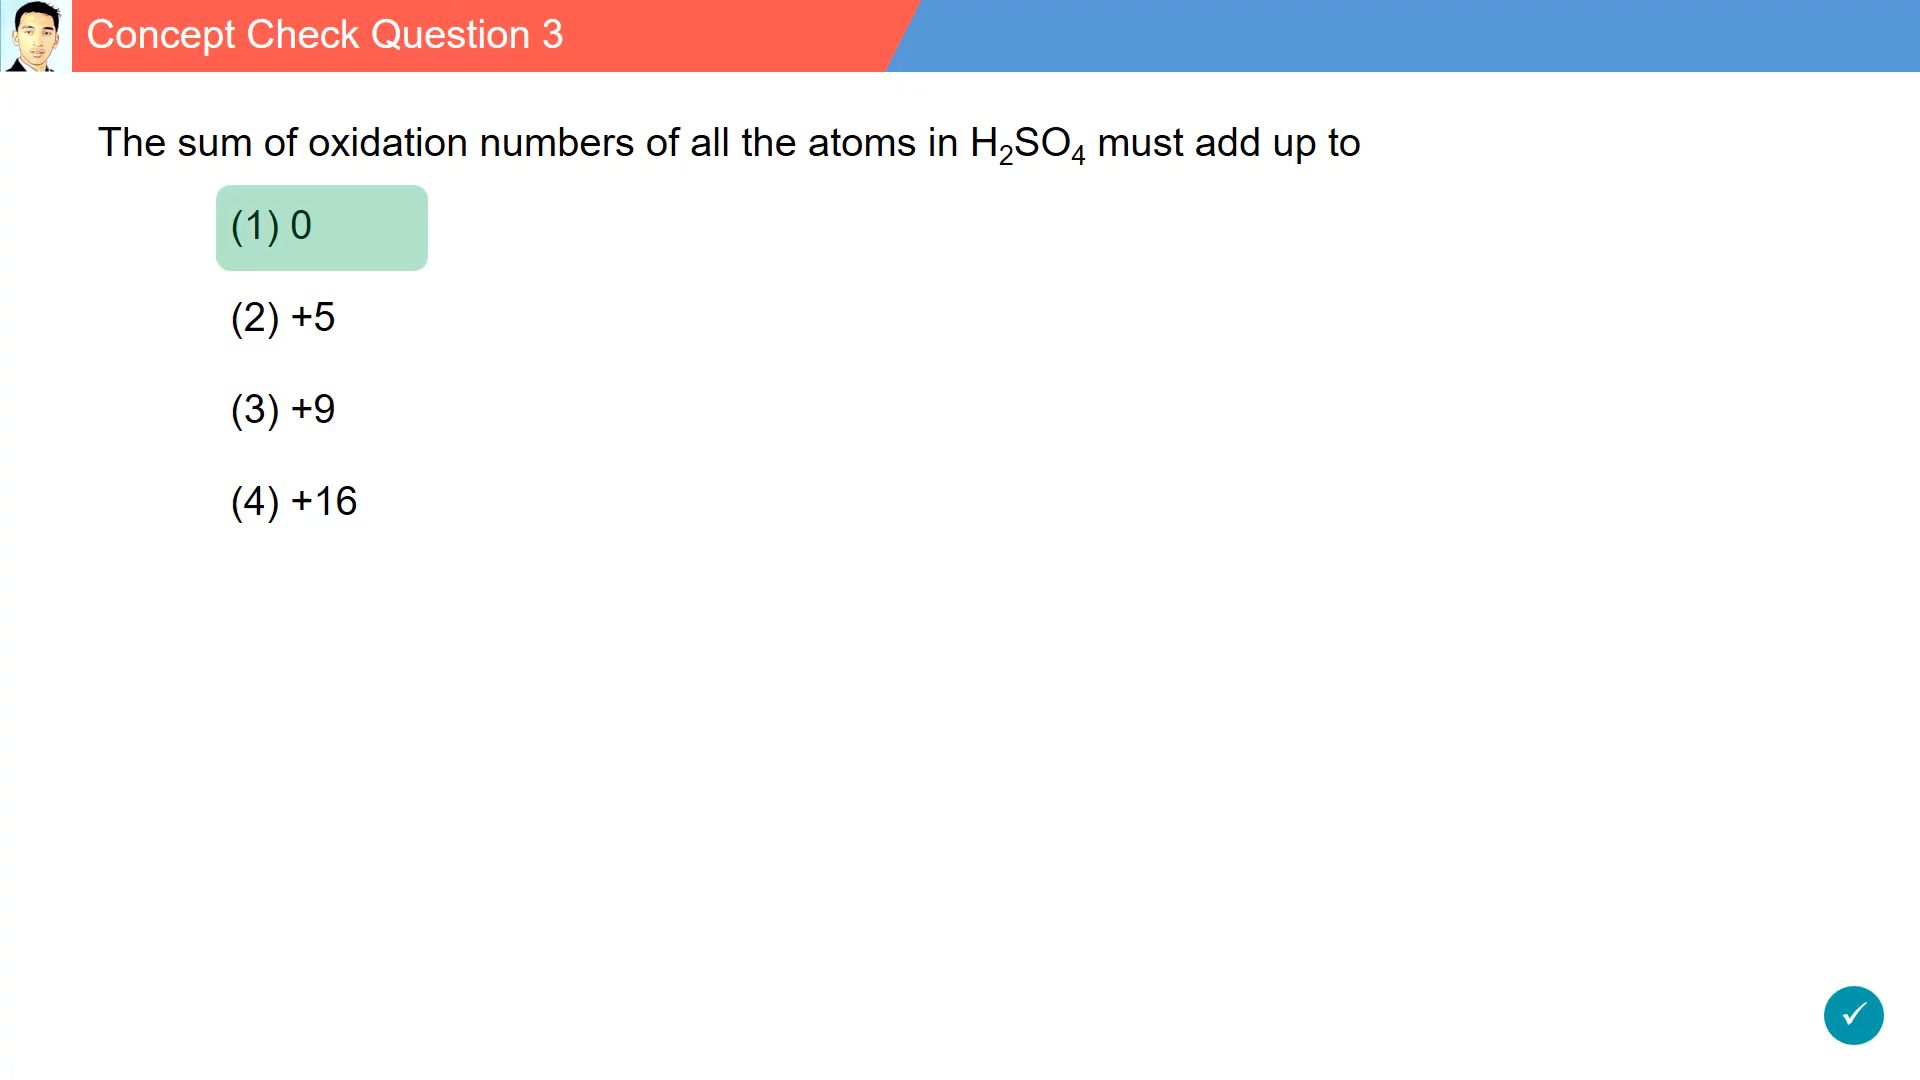 Concept Check Question 3
The sum of oxidation numbers of all the atoms in H₂SO₄ must add up to
(1) 0
(2) +5
(3) +9
(4) +16